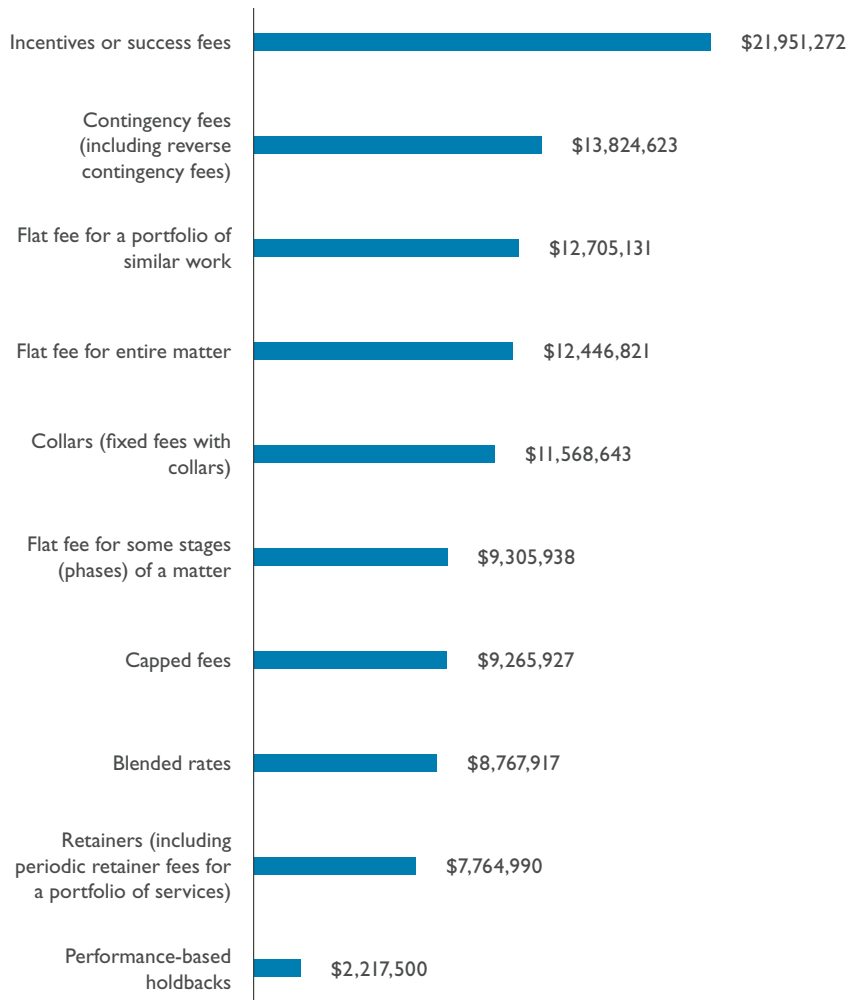 Incentives or success fees
$21,951,272
Contingency fees
(including reverse
contingency fees)
$13,824,623
Flat fee for a portfolio of
similar work
$12,705,131
Flat fee for entire matter
$12,446,821
Collars (fixed fees with
collars)
$11,568,643
Flat fee for some stages
(phases) of a matter
$9,305,938
Capped fees
$9,265,927
Blended rates
$8,767,917
Retainers (including
periodic retainer fees for
a portfolio of services)
$7,764,990
Performance-based
holdbacks
$2,217,500